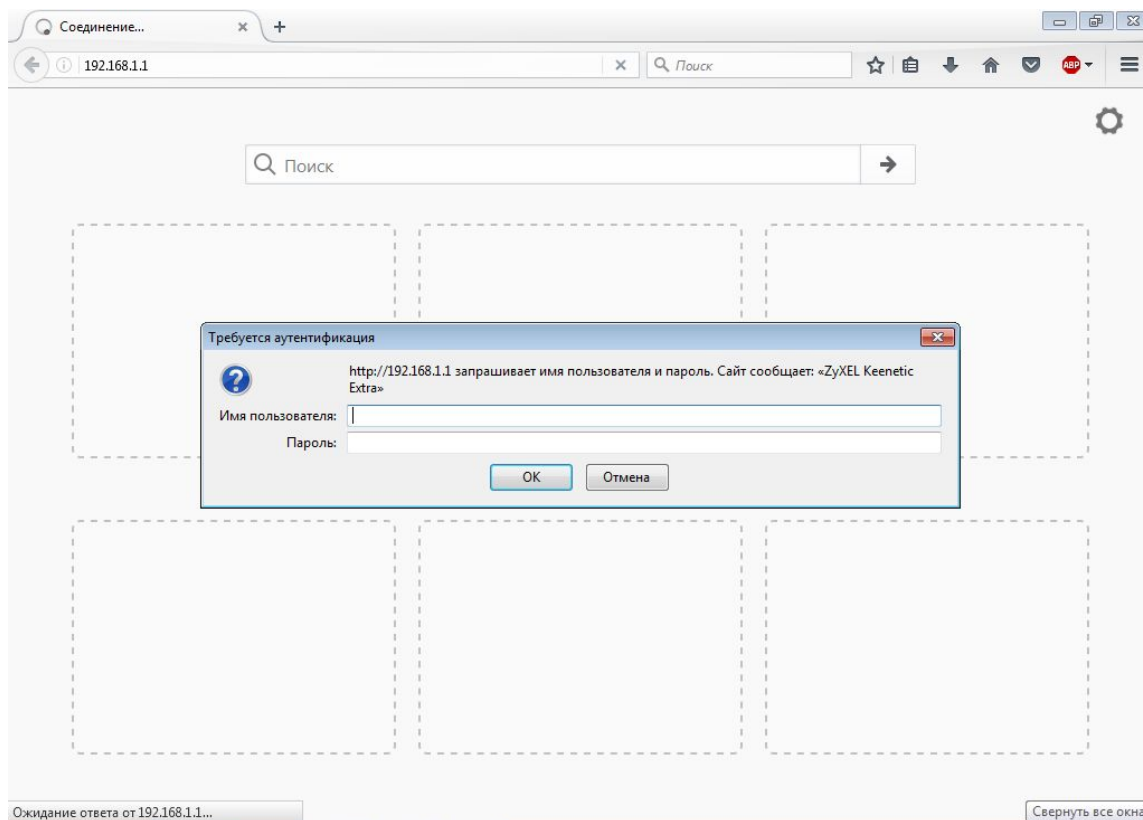 Соединение...
192.168.1.1
Поиск
ABP
Поиск
Требуется аутентификация
http://192.168.1.1 запрашивает имя пользователя и пароль. Сайт сообщает: «ZyXEL Keenetic
Extra»
Имя пользователя:
Пароль:
OK
Отмена
Ожидание ответа от 192.168.1.1...
Свернуть все окна